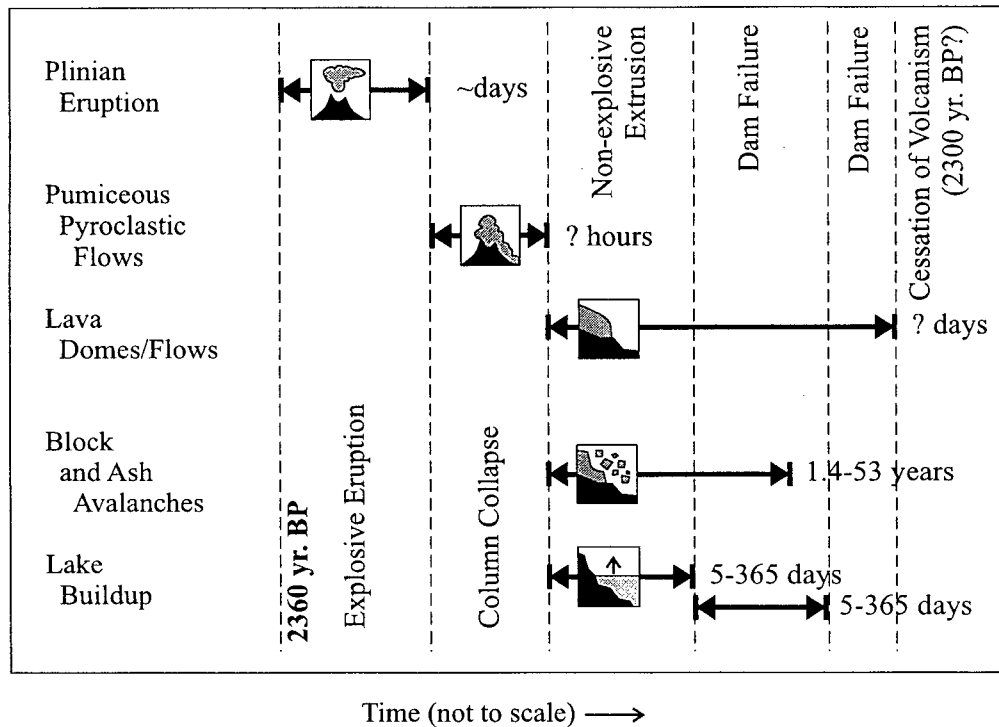 Plinian
Eruption
~days
Non-explosive
Extrusion
Dam Failure
Dam Failure
Cessation of Volcanism
(2300 yr. BP?)
Pumiceous
Pyroclastic
Flows
? hours
Lava
Domes/Flows
? days
Block
and Ash
Avalanches
1.4-53 years
2360 yr. BP
Explosive Eruption
Column Collapse
Lake
Buildup
5-365 days
5-365 days
Time (not to scale) →